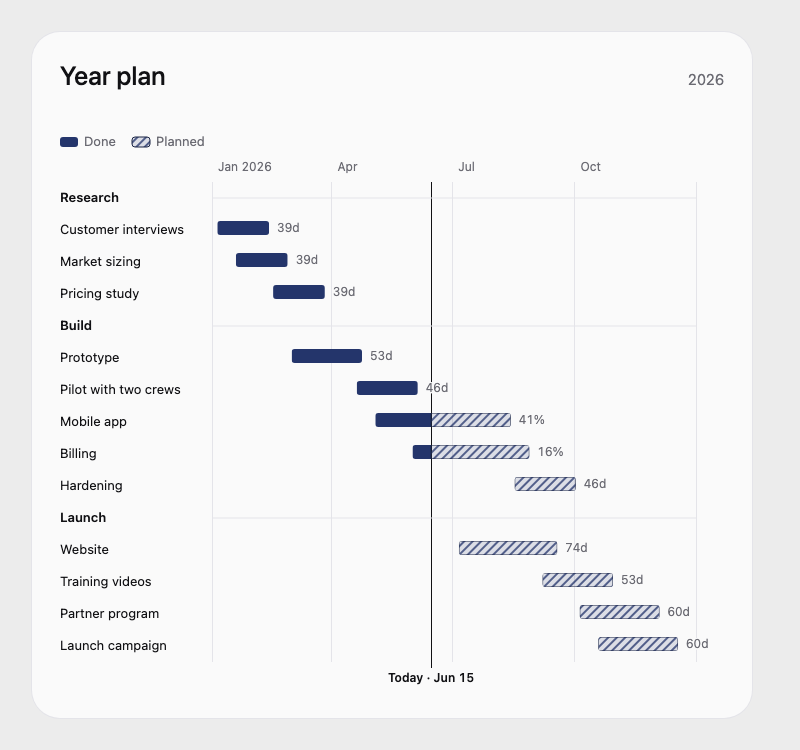 Year plan
2026
Done
Planned
Jan 2026
Apr
Jul
Oct
Research
Customer interviews
39d
Market sizing
39d
Pricing study
39d
Build
Prototype
53d
Pilot with two crews
46d
Mobile app
41%
Billing
16%
Hardening
46d
Launch
Website
74d
Training videos
53d
Partner program
60d
Launch campaign
60d
Today · Jun 15